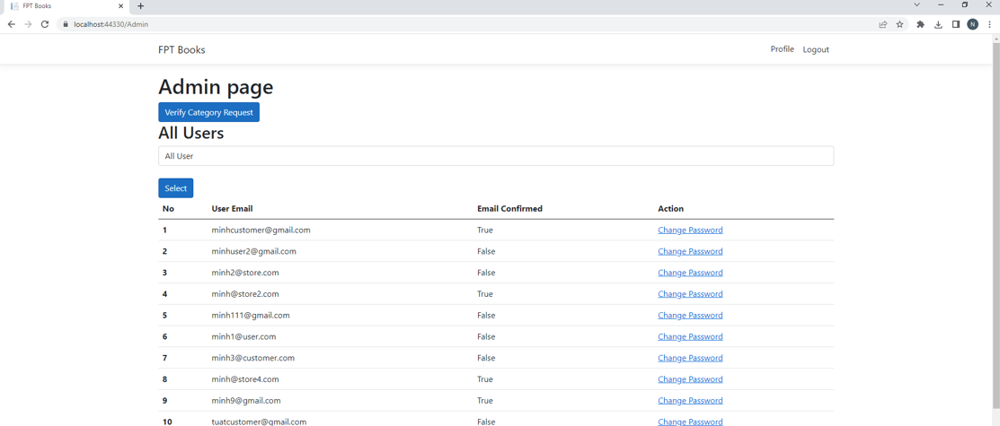 FPT Books
localhost:44330/Admin
N
FPT Books Profile Logout
Admin page
Verify Category Request
All Users
All User
Select
No User Email Email Confirmed Action
1 minhcustomer@gmail.com True Change Password
2 minhuser2@gmail.com False Change Password
3 minh2@store.com False Change Password
4 minh@store2.com True Change Password
5 minh111@gmail.com False Change Password
6 minh1@user.com False Change Password
7 minh3@customer.com False Change Password
8 minh@store4.com True Change Password
9 minh9@gmail.com True Change Password
10 tuatcustomer@gmail.com False Change Password